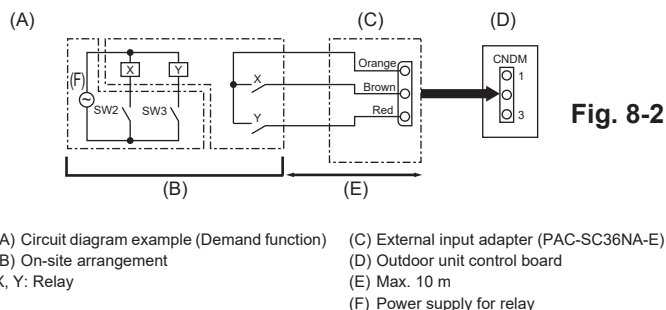 (A)
(C)
(D)
(F)
X
Y
SW2
SW3
X
Y
Orange
Brown
Red
CNDM
1
3
Fig. 8-2
(B)
(E)
A) Circuit diagram example (Demand function)
B) On-site arrangement
X, Y: Relay
(C) External input adapter (PAC-SC36NA-E)
(D) Outdoor unit control board
(E) Max. 10 m
(F) Power supply for relay